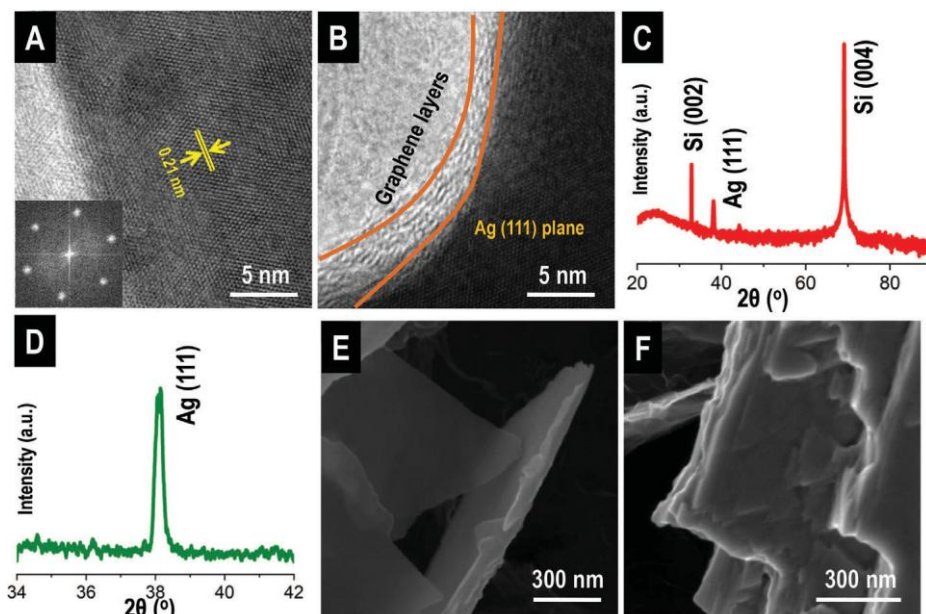 A
0.21 nm
5 nm
B
Graphene layers
Ag (111) plane
5 nm
C
Intensity (a.u.)
Si (002)
Ag (111)
Si (004)
20 40 60 80
2θ (º)
D
Intensity (a.u.)
Ag (111)
34 36 38 40 42
2θ (º)
E
300 nm
F
300 nm